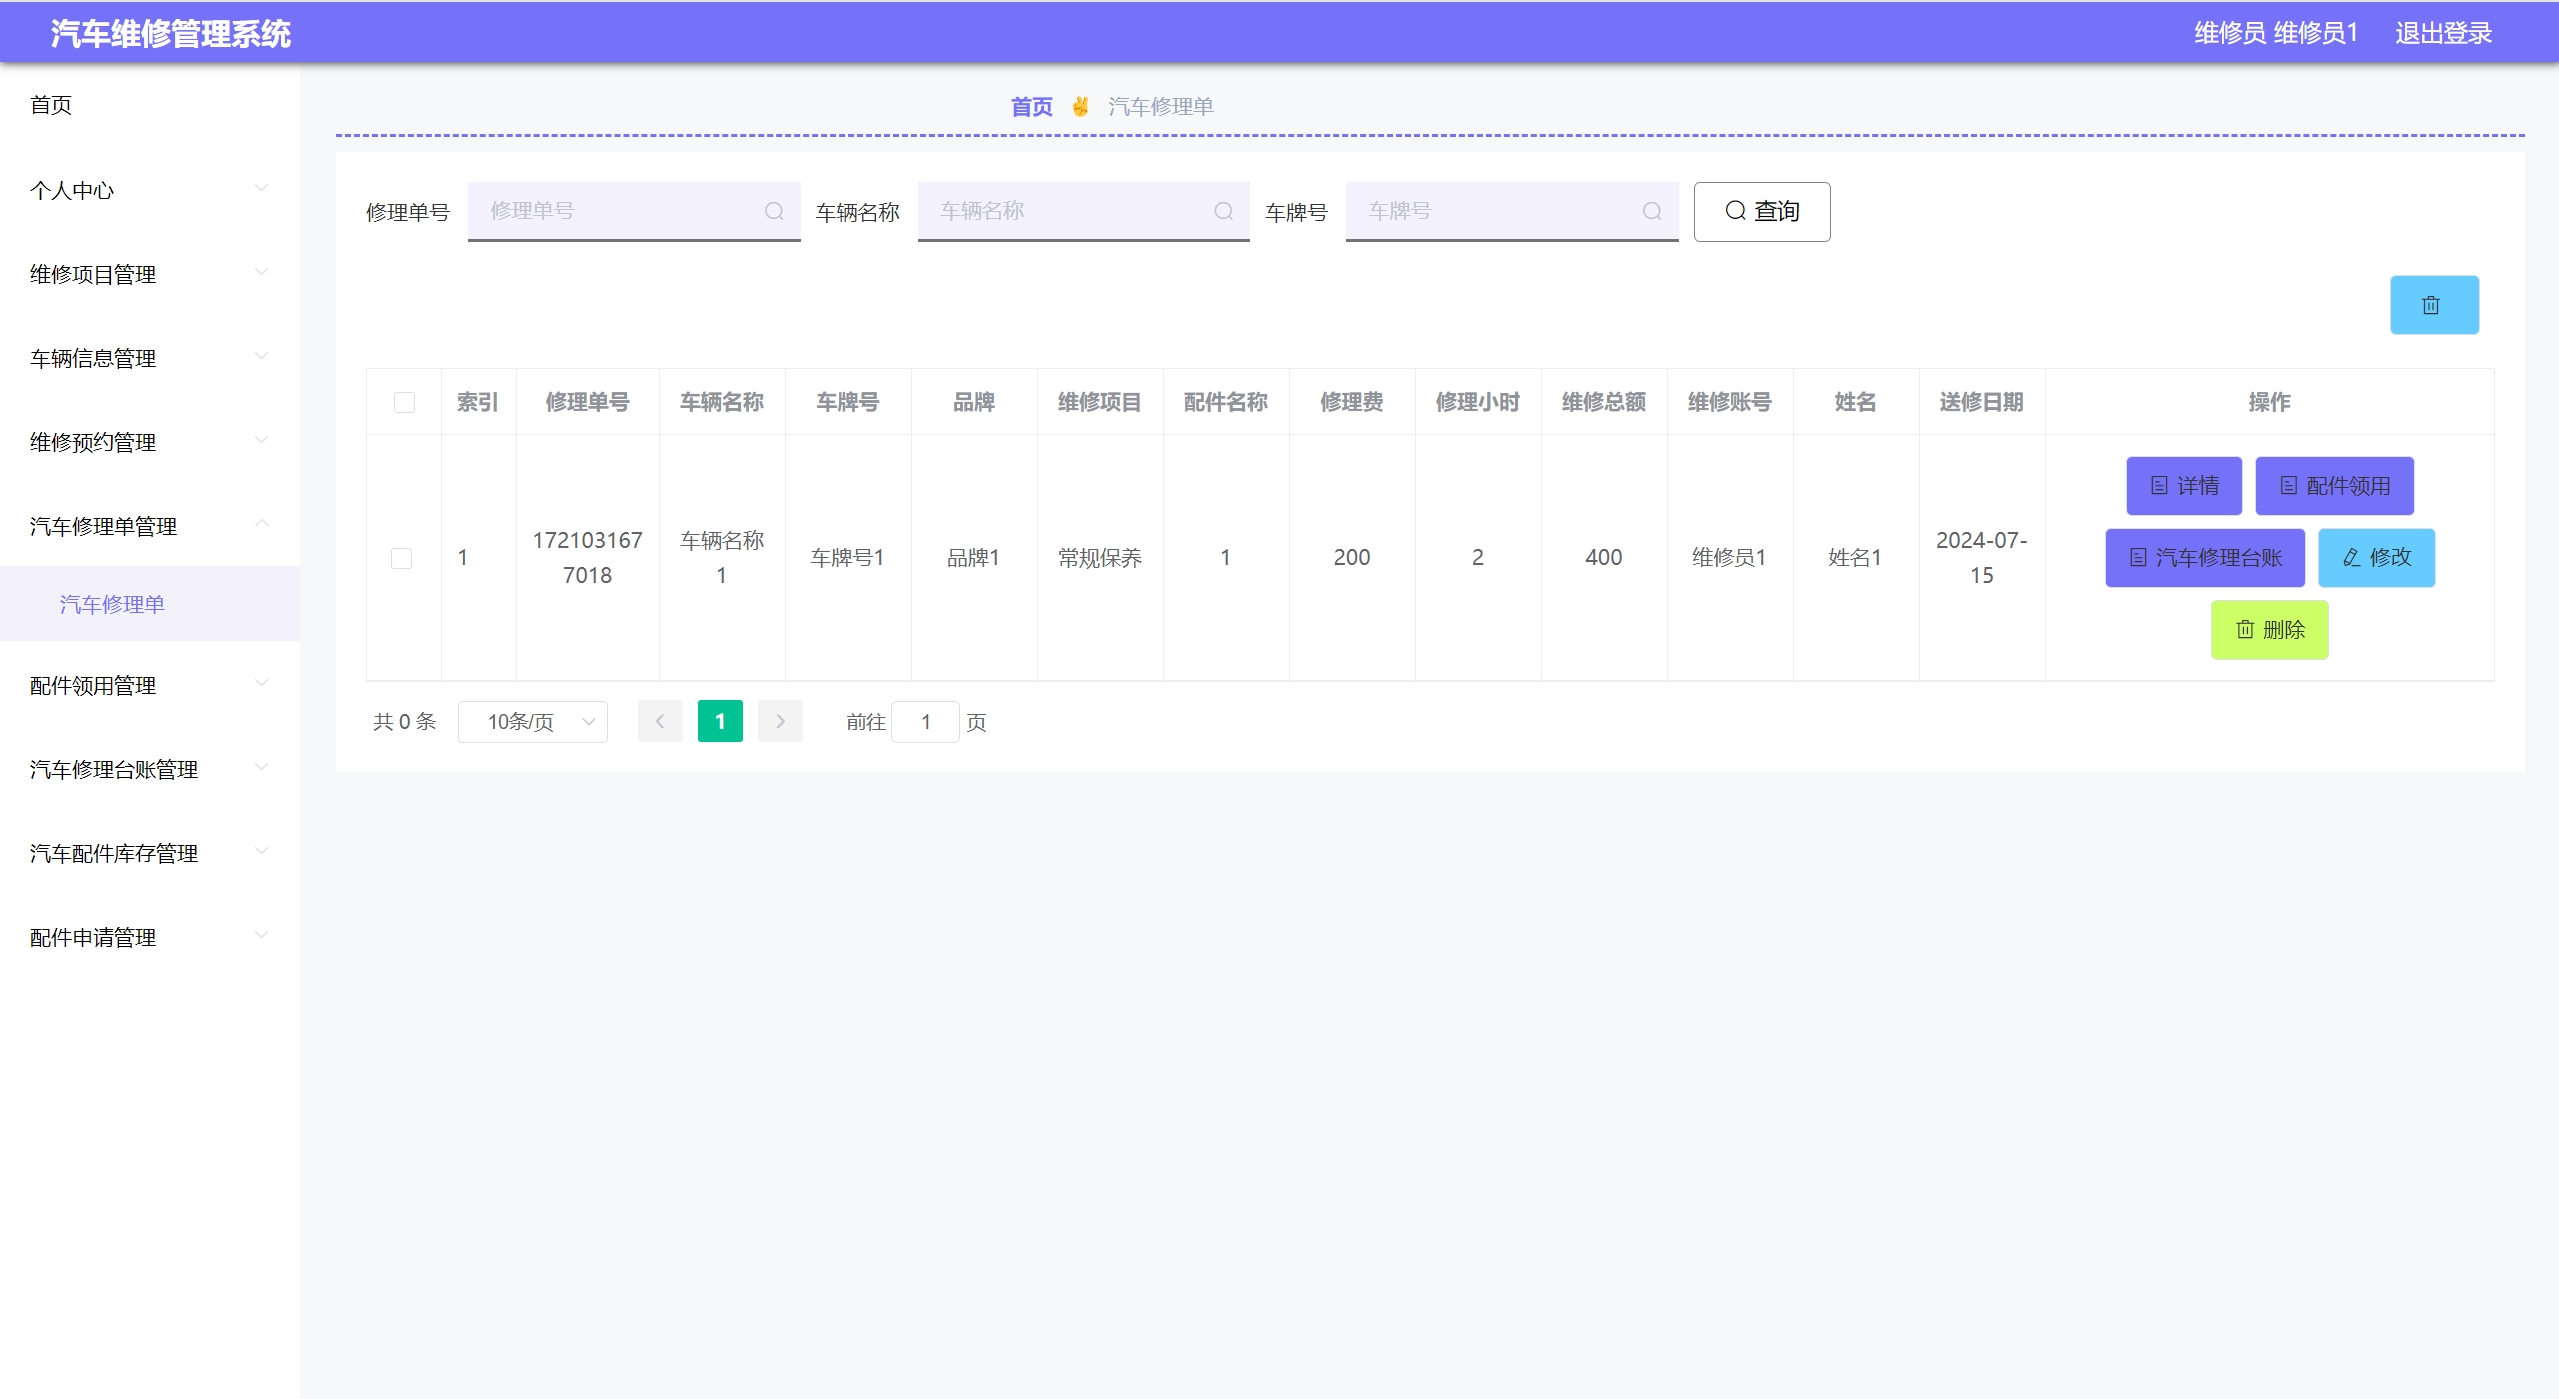 汽车维修管理系统
维修员 维修员1 退出登录
首页
个人中心
维修项目管理
车辆信息管理
维修预约管理
汽车修理单管理
汽车修理单
配件领用管理
汽车修理台账管理
汽车配件库存管理
配件申请管理
首页 ✌ 汽车修理单
修理单号 修理单号 车辆名称 车辆名称 车牌号 车牌号 查询
索引 修理单号 车辆名称 车牌号 品牌 维修项目 配件名称 修理费 修理小时 维修总额 维修账号 姓名 送修日期 操作
1 172103167 车辆名称 车牌号1 品牌1 常规保养 1 200 2 400 维修员1 姓名1 2024-07-
7018 1 15
详情 配件领用
汽车修理台账 修改
删除
共 0 条 10条/页 1 前往 1 页